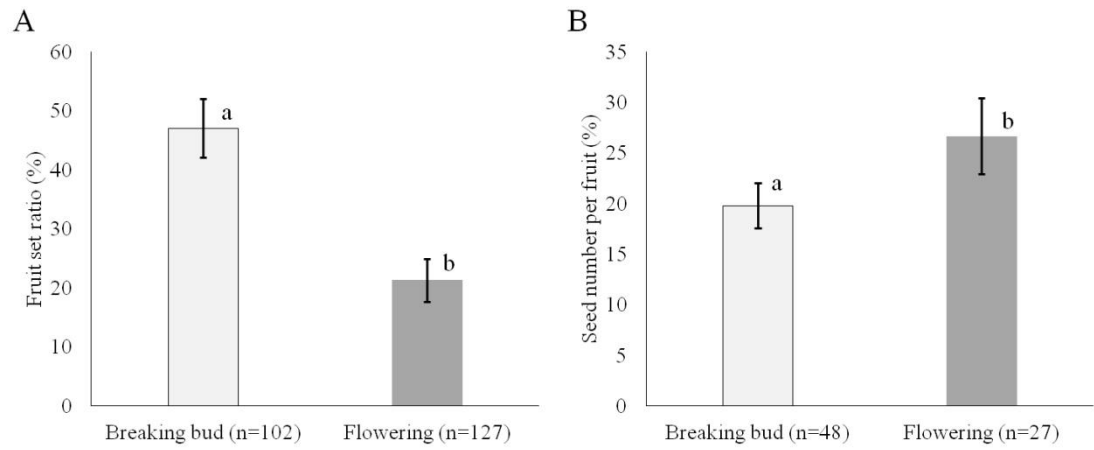 A
Fruit set ratio (%)
60
50
40
30
20
10
0
a
b
Breaking bud (n=102)
Flowering (n=127)
B
Seed number per fruit (%)
35
30
25
20
15
10
5
0
a
b
Breaking bud (n=48)
Flowering (n=27)